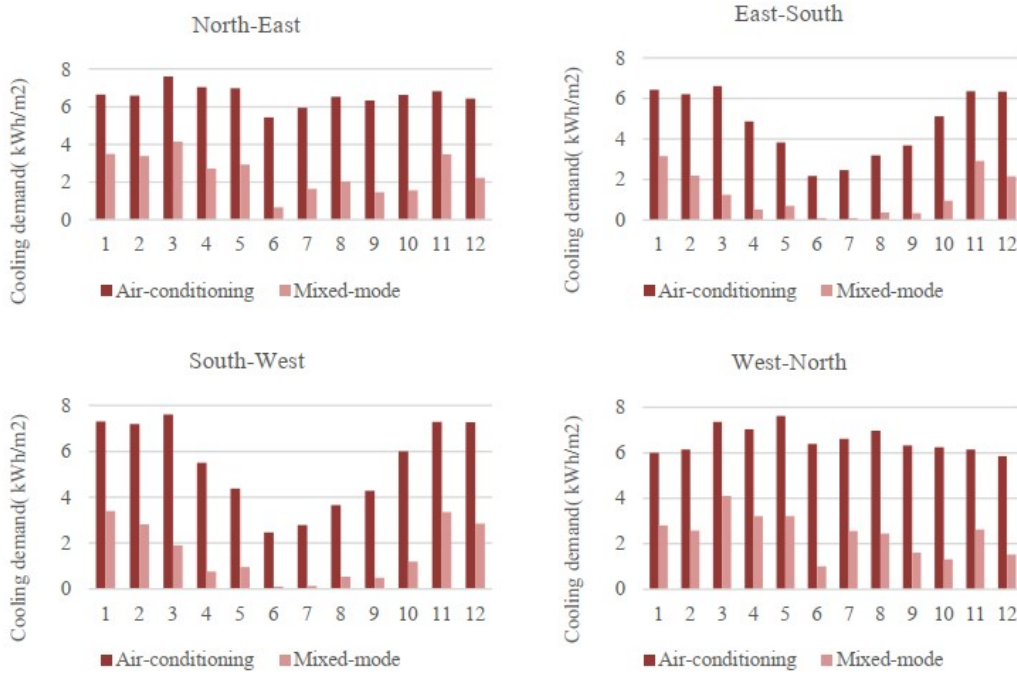 North-East
Cooling demand( kWh/m2)
8
6
4
2
0
1 2 3 4 5 6 7 8 9 10 11 12
Air-conditioning Mixed-mode
East-South
Cooling demand( kWh/m2)
8
6
4
2
0
1 2 3 4 5 6 7 8 9 10 11 12
Air-conditioning Mixed-mode
South-West
Cooling demand( kWh/m2)
8
6
4
2
0
1 2 3 4 5 6 7 8 9 10 11 12
Air-conditioning Mixed-mode
West-North
Cooling demand( kWh/m2)
8
6
4
2
0
1 2 3 4 5 6 7 8 9 10 11 12
Air-conditioning Mixed-mode